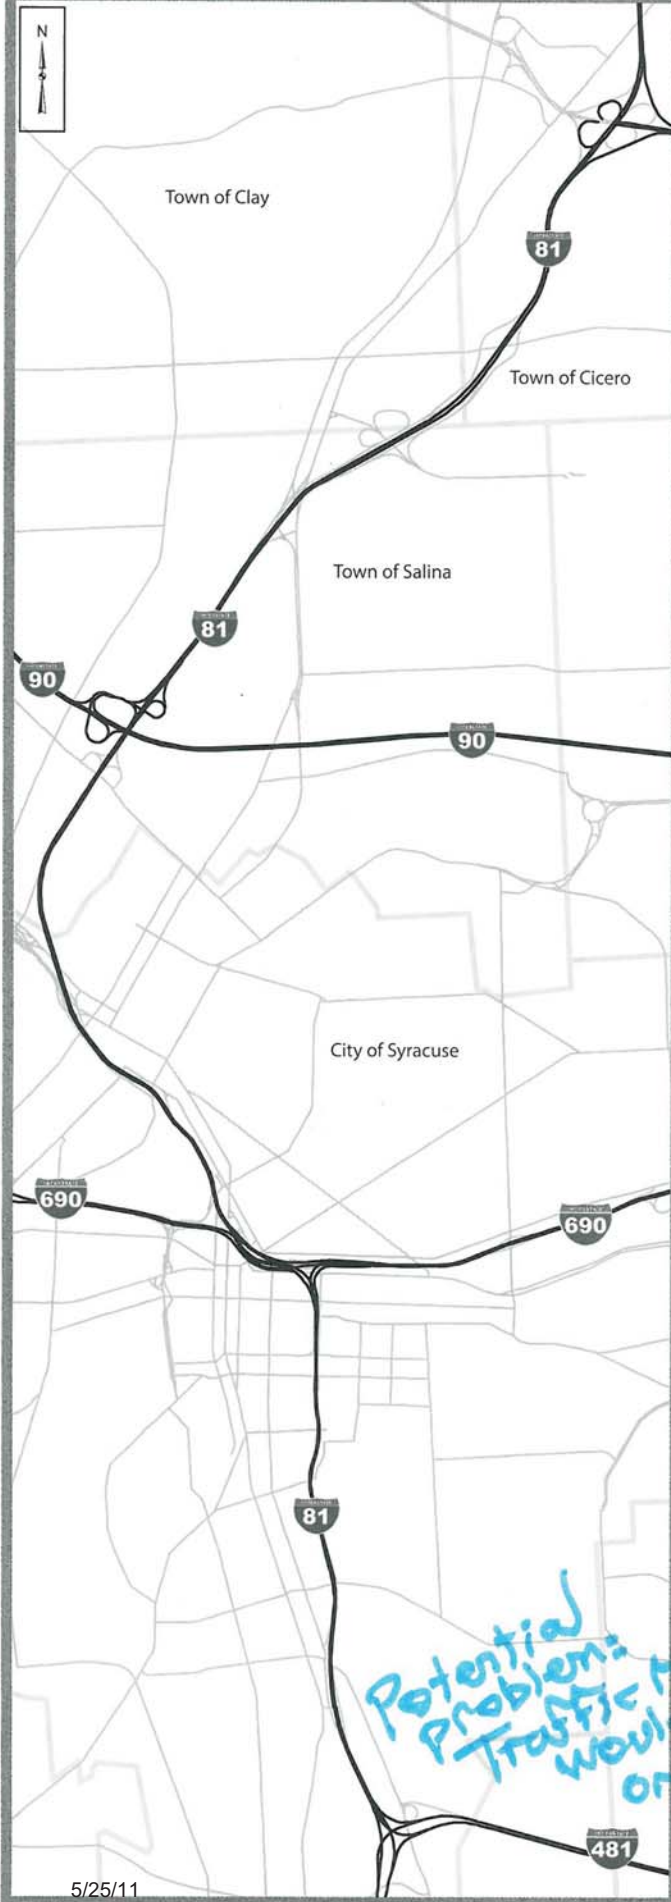 N
Town of Clay
81
Town of Cicero
Town of Salina
81
90
90
City of Syracuse
690
690
81
Potential
problem:
Traffic
would
on
481
5/25/11